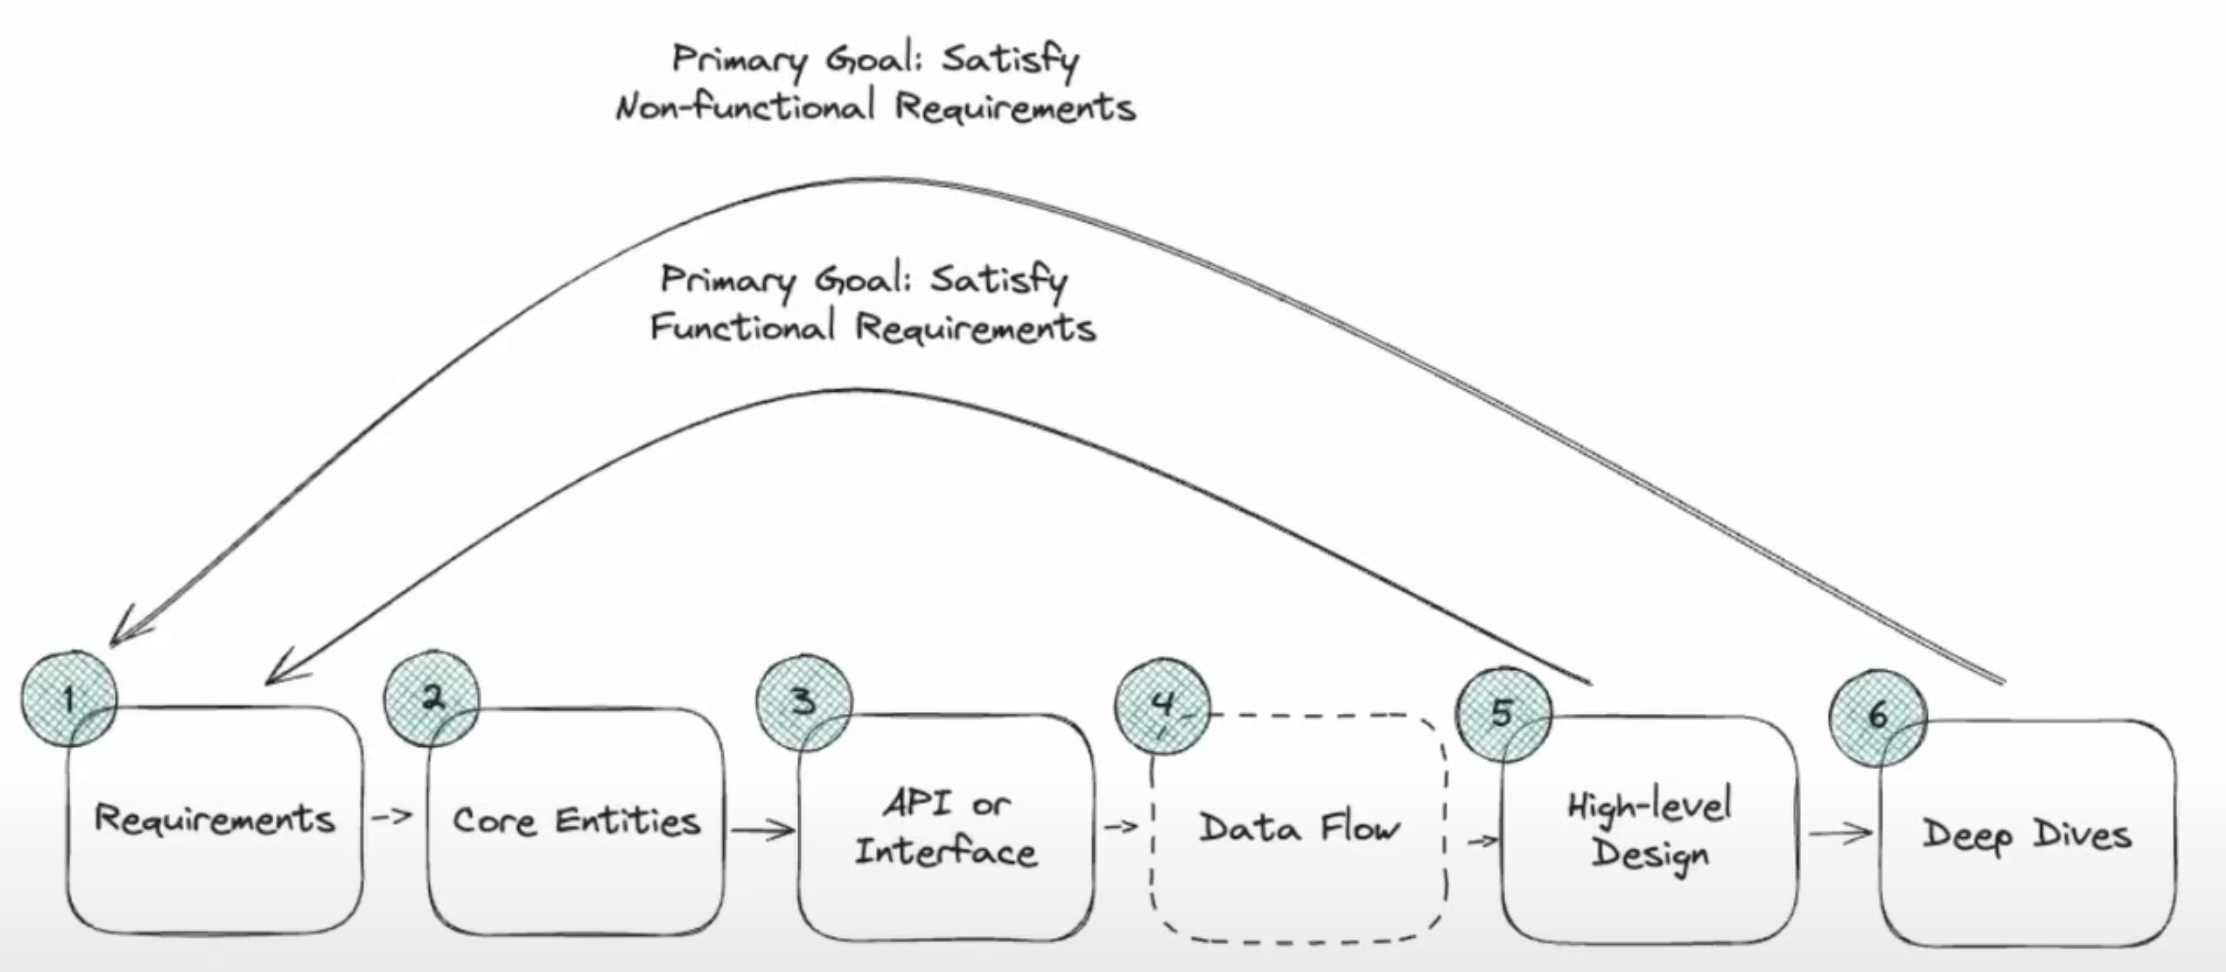 Primary Goal: Satisfy
Non-functional Requirements
Primary Goal: Satisfy
Functional Requirements
1
2
3
4
5
6
Requirements
Core Entities
API or
Interface
Data Flow
High-level
Design
Deep Dives